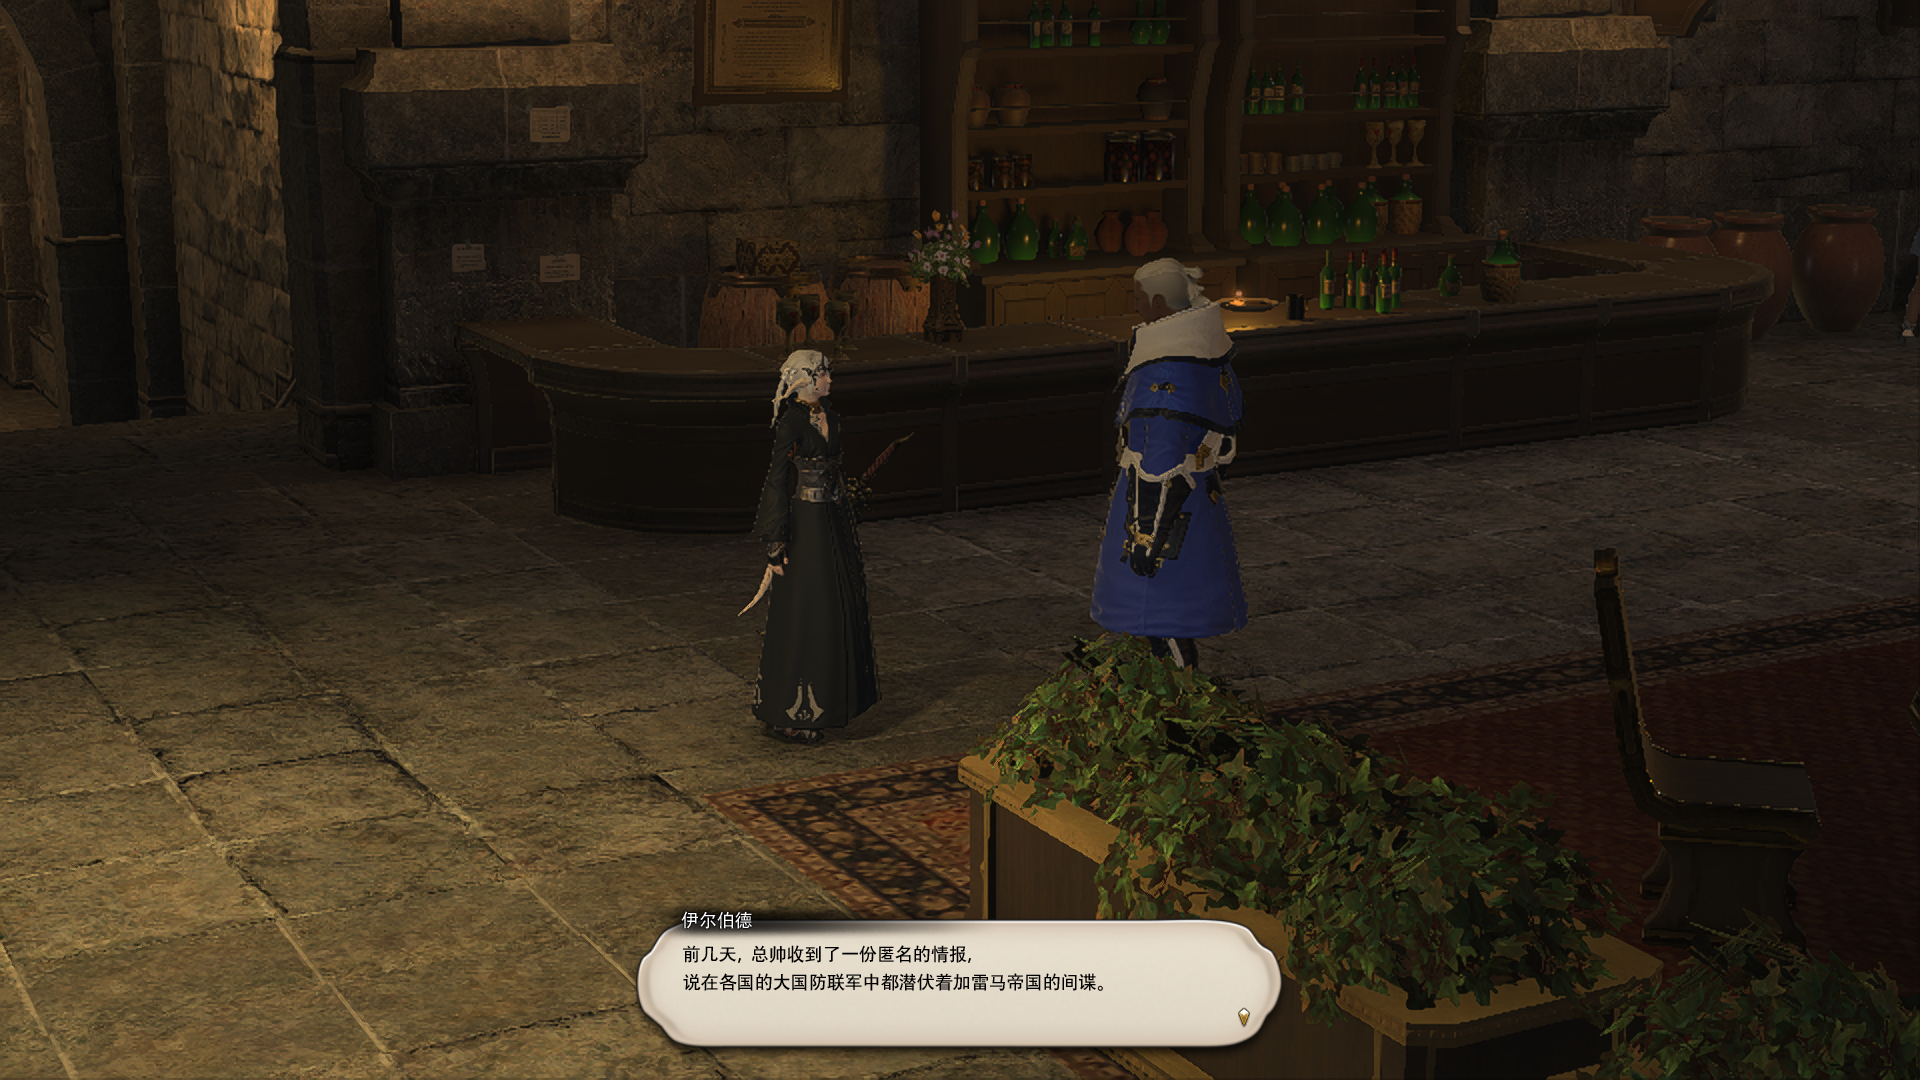 伊尔伯德
前几天，总帅收到了一份匿名的情报，
说在各国的大国防联军中都潜伏着加雷马帝国的间谍。